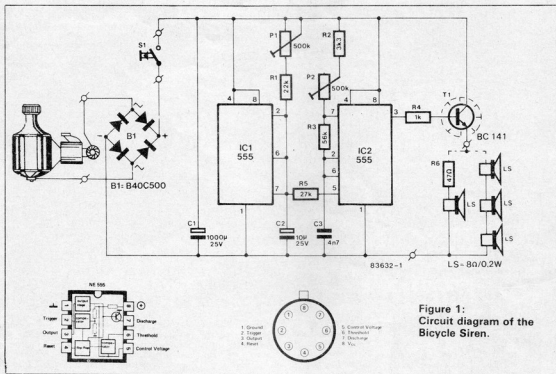 S1
P1
500k
R1
22k
R2
3k3
P2
500k
R3
56k
R4
1k
T1
BC 141
4
8
2
6
7
1
IC1
555
R5
27k
4
8
7
2
6
5
3
1
IC2
555
B1
~
~
+
B1: B40C500
C1
1000µ
25V
C2
10µ
25V
C3
4n7
R6
47Ω
LS
LS
LS
LS
LS-8Ω/0.2W
83632-1
NE 555
Trigger
Output
Reset
Discharge
Threshold
Control Voltage
1 Ground
2 Trigger
3 Output
4 Reset
5 Control Voltage
6 Threshold
7 Discharge
8 Vcc
Figure 1:
Circuit diagram of the
Bicycle Siren.